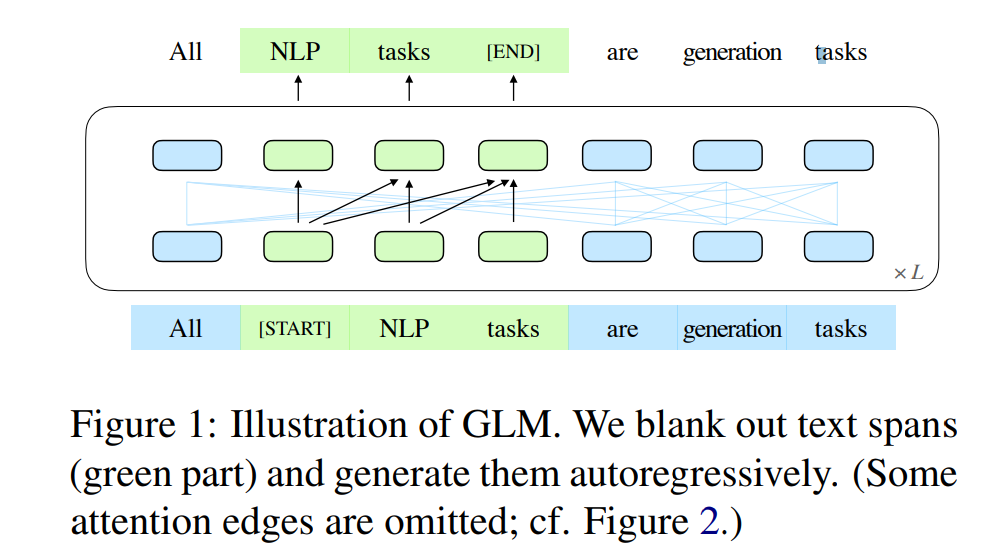 All NLP tasks [END] are generation tasks
× L
All [START] NLP tasks are generation tasks
Figure 1: Illustration of GLM. We blank out text spans
(green part) and generate them autoregressively. (Some
attention edges are omitted; cf. Figure 2.)